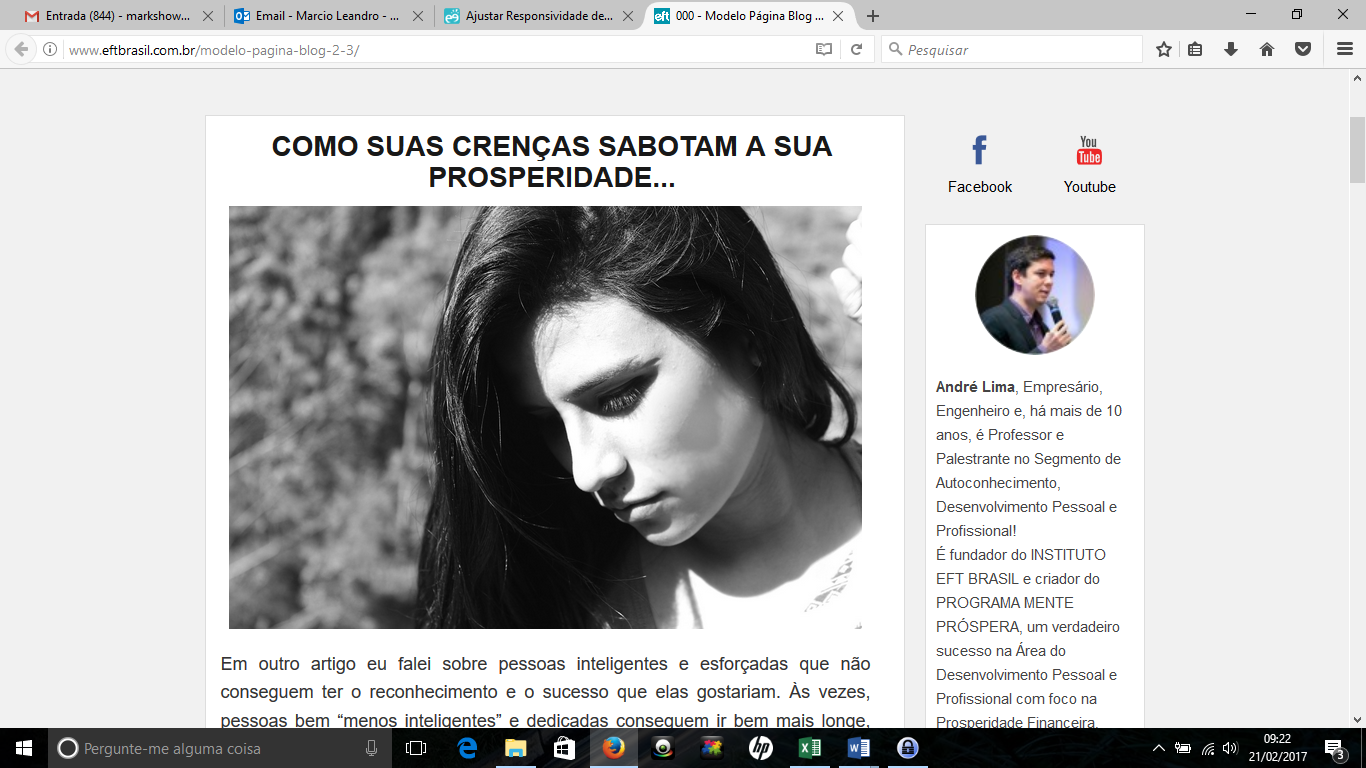 Entrada (844) - markshow...
Email - Marcio Leandro - ...
Ajustar Responsividade de...
eft 000 - Modelo Página Blog ...
www.eftbrasil.com.br/modelo-pagina-blog-2-3/
Pesquisar
COMO SUAS CRENÇAS SABOTAM A SUA
PROSPERIDADE...
You
Tube
Facebook
Youtube
André Lima, Empresário,
Engenheiro e, há mais de 10
anos, é Professor e
Palestrante no Segmento de
Autoconhecimento,
Desenvolvimento Pessoal e
Profissional!
É fundador do INSTITUTO
EFT BRASIL e criador do
PROGRAMA MENTE
PRÓSPERA, um verdadeiro
sucesso na Área do
Desenvolvimento Pessoal e
Profissional com foco na
Prosperidade Financeira.
Em outro artigo eu falei sobre pessoas inteligentes e esforçadas que não
conseguem ter o reconhecimento e o sucesso que elas gostariam. Às vezes,
pessoas bem “menos inteligentes” e dedicadas conseguem ir bem mais longe,
Pergunte-me alguma coisa
hp
09:22
21/02/2017
3